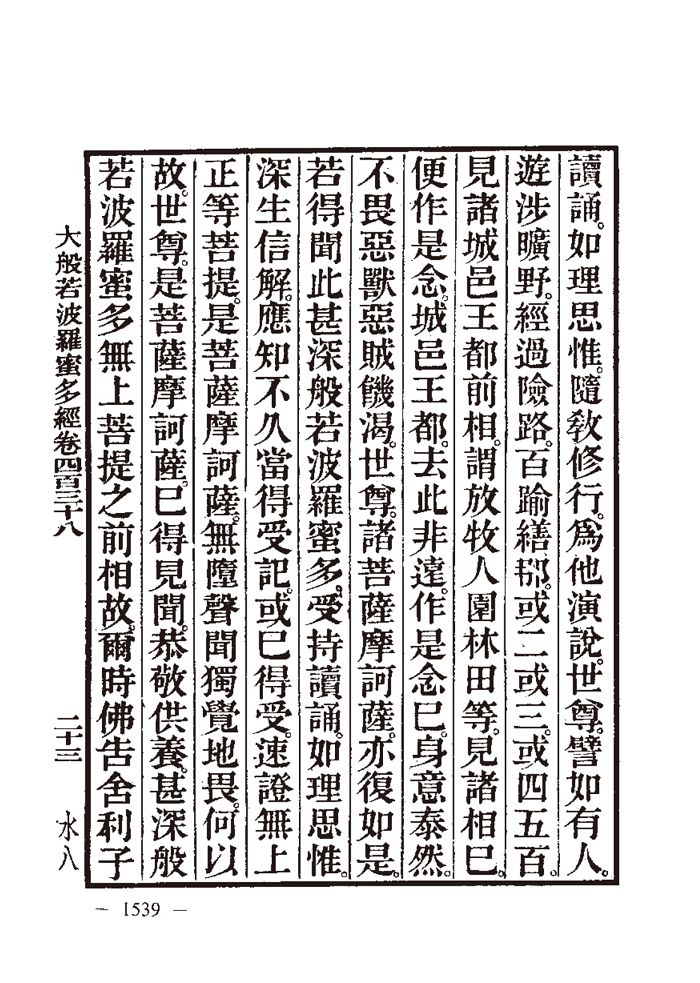 讀誦。如理思惟。隨敎修行。爲他演說。世尊。譬如有人。
遊涉曠野。經過險路。百踰繕那。或二或三。或四五百。
見諸城邑王都前相。謂放牧人園林田等。見諸相已。
便作是念。城邑王都。去此非遠。作是念已。身意泰然。
不畏惡獸惡賊饑渴。世尊。諸菩薩摩訶薩。亦復如是。
若得聞此甚深般若波羅蜜多。受持讀誦。如理思惟。
深生信解。應知不久當得受記。或已得受。速證無上
正等菩提。是菩薩摩訶薩。無墮聲聞獨覺地畏。何以
故。世尊。是菩薩摩訶薩。已得見聞。恭敬供養。甚深般
若波羅蜜多無上菩提之前相故。爾時佛吿舍利子
大般若波羅蜜多經卷四百三十八 二十三 水八
— 1539 —